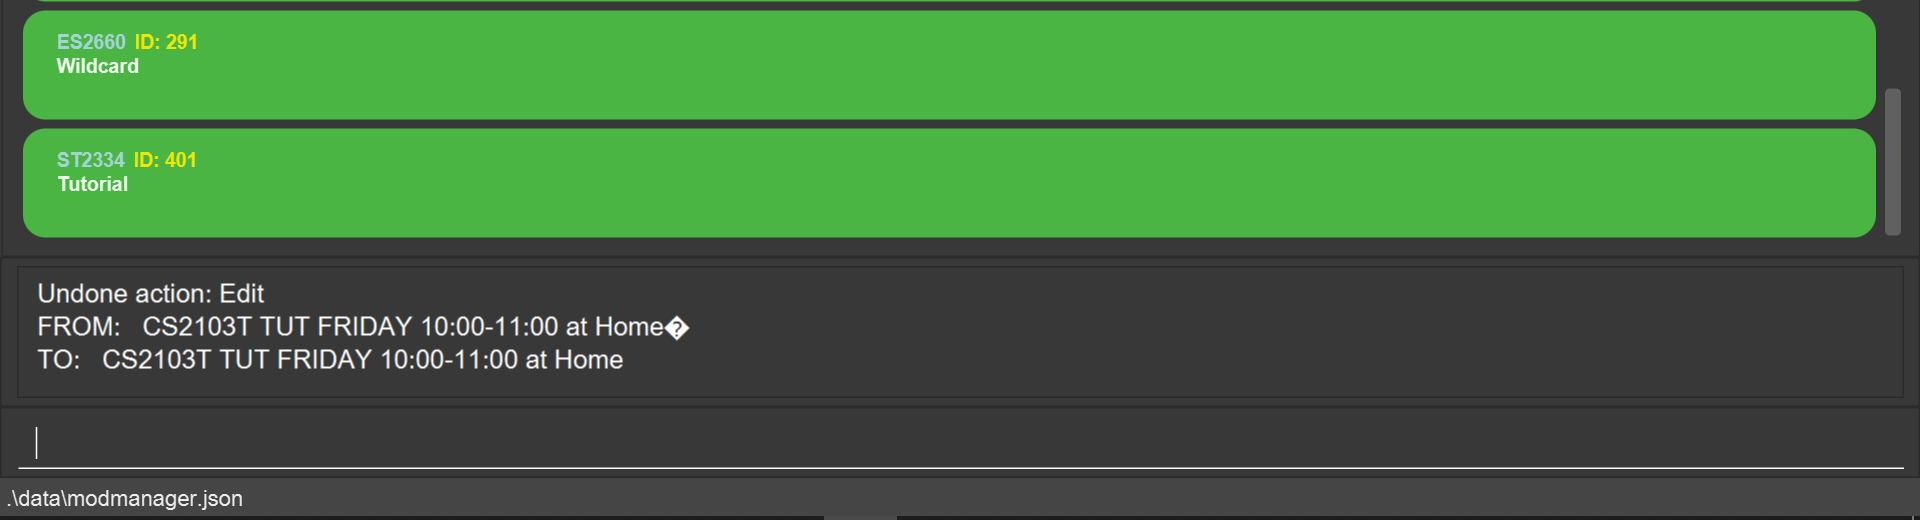 ES2660 ID: 291
Wildcard
ST2334 ID: 401
Tutorial
Undone action: Edit
FROM: CS2103T TUT FRIDAY 10:00-11:00 at Home�
TO: CS2103T TUT FRIDAY 10:00-11:00 at Home
.\data\modmanager.json